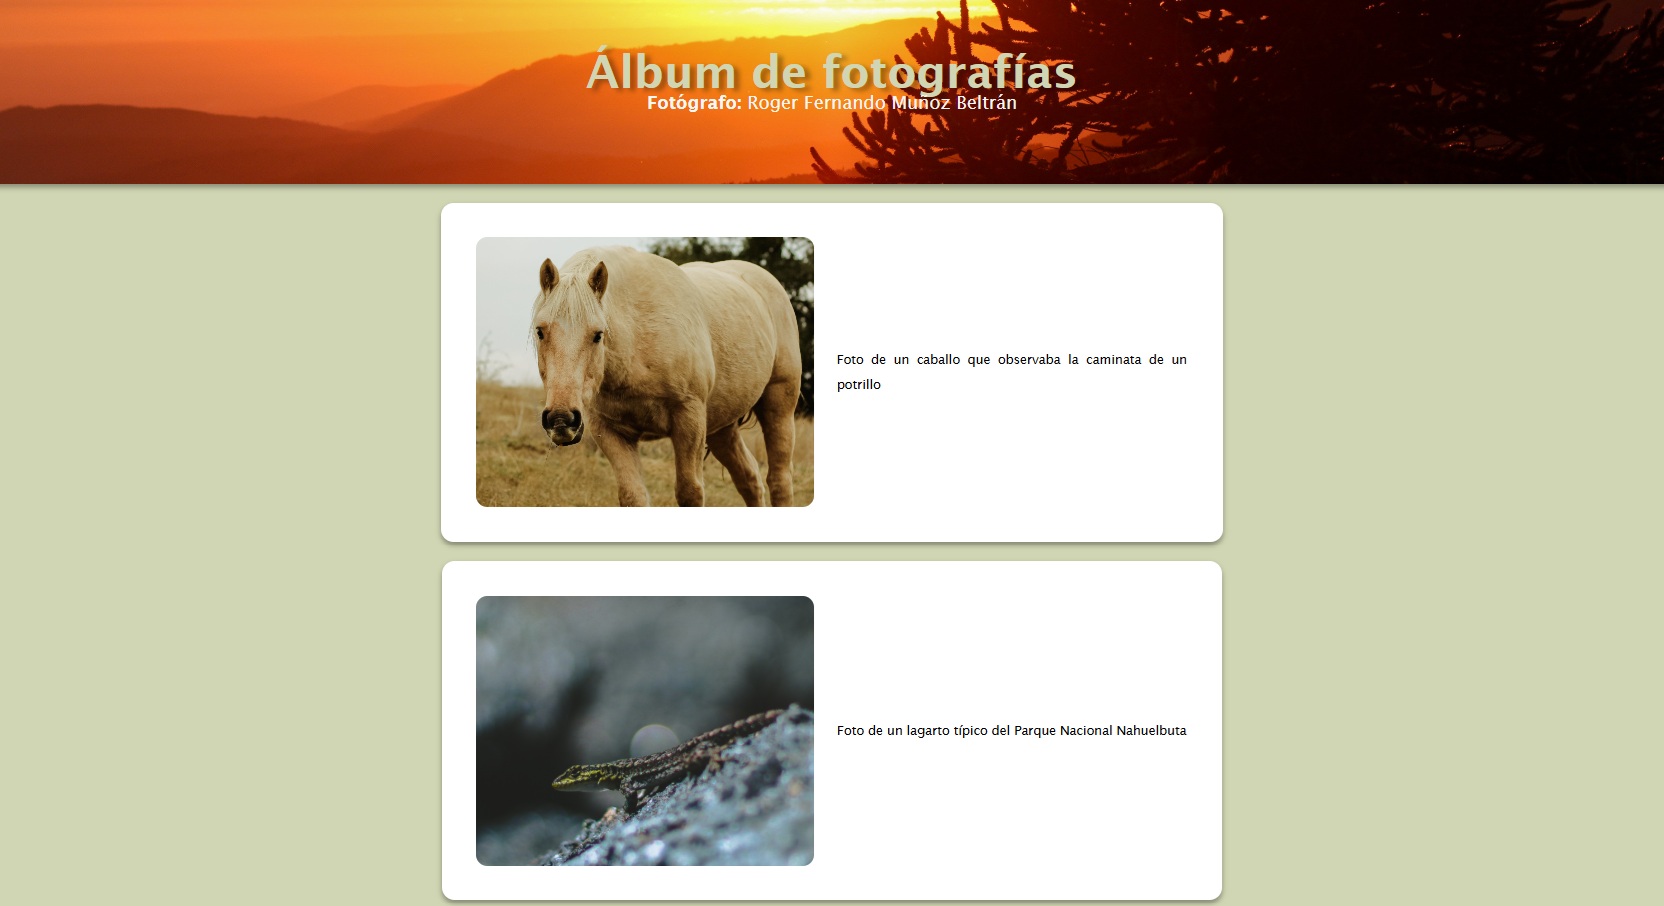 Álbum de fotografías
Fotógrafo: Roger Fernando Muñoz Beltrán
Foto de un caballo que observaba la caminata de un
potrillo
Foto de un lagarto típico del Parque Nacional Nahuelbuta